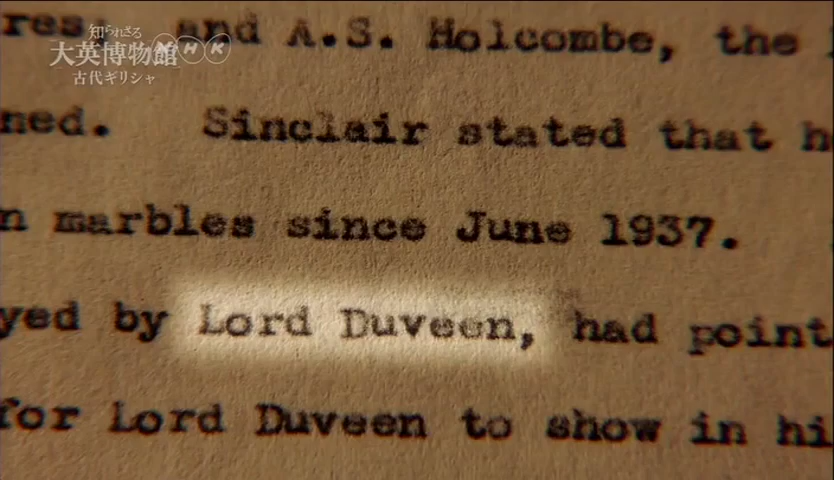 知られざる
大英博物館
古代ギリシャ
NHK
res, and A.S. Holcombe, the
ned. Sinclair stated that h
n marbles since June 1937.
yed by Lord Duveen, had point
for Lord Duveen to show in hi